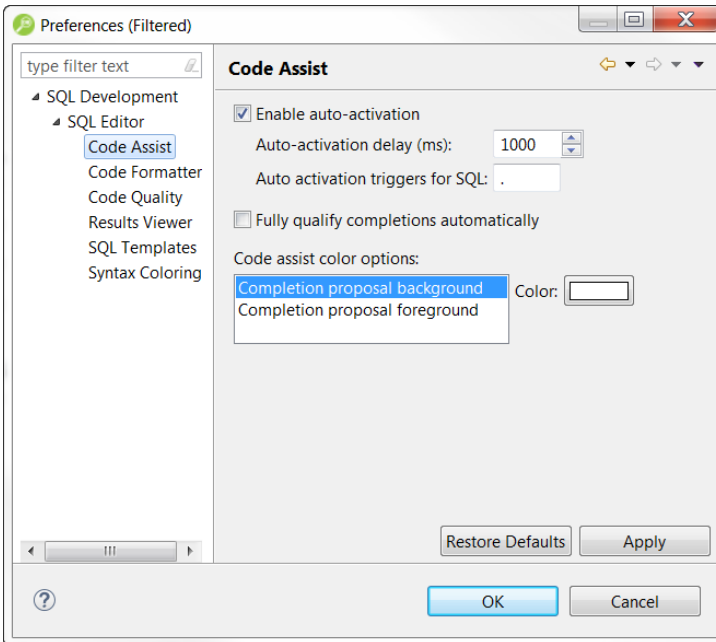 Preferences (Filtered)
type filter text
SQL Development
SQL Editor
Code Assist
Code Formatter
Code Quality
Results Viewer
SQL Templates
Syntax Coloring
Code Assist
Enable auto-activation
Auto-activation delay (ms): 1000
Auto activation triggers for SQL: .
Fully qualify completions automatically
Code assist color options:
Completion proposal background
Completion proposal foreground
Color:
Restore Defaults Apply
? OK Cancel